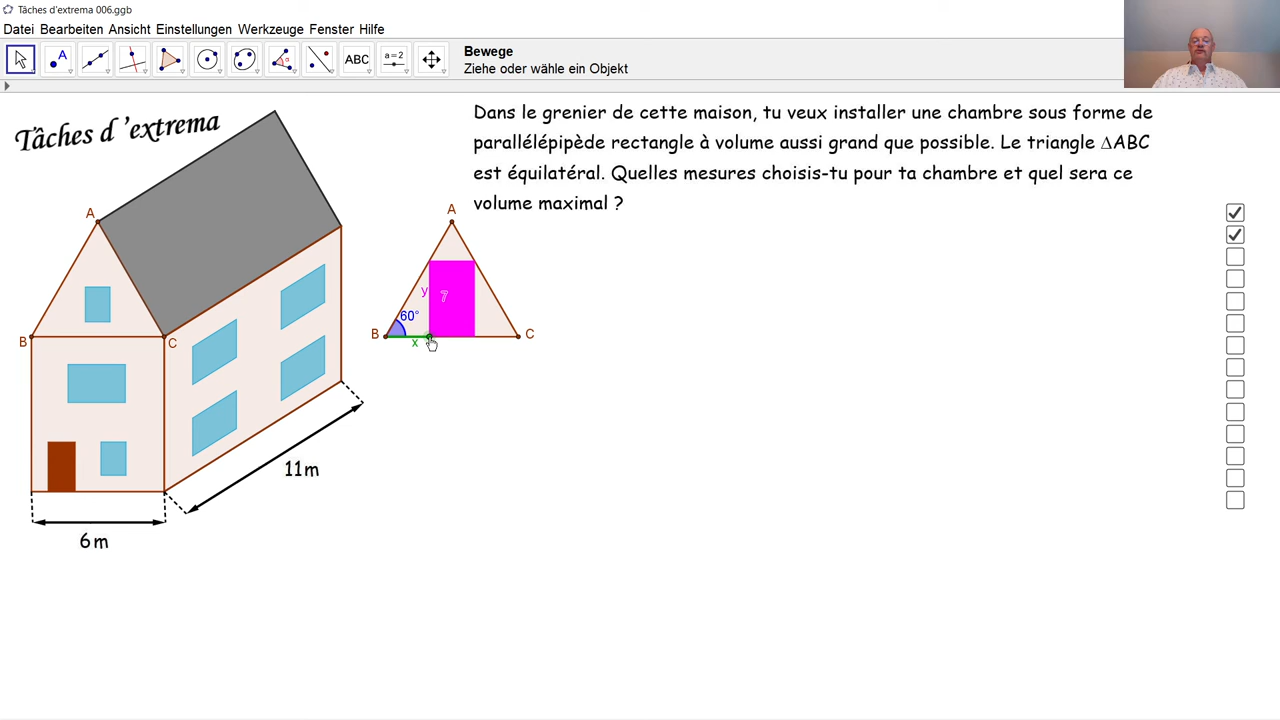 Tâches d'extrema 006.ggb
Datei Bearbeiten Ansicht Einstellungen Werkzeuge Fenster Hilfe
A
ABC
a=2
Bewege
Ziehe oder wähle ein Objekt
Tâches d'extrema
Dans le grenier de cette maison, tu veux installer une chambre sous forme de
parallélépipède rectangle à volume aussi grand que possible. Le triangle ∆ABC
est équilatéral. Quelles mesures choisis-tu pour ta chambre et quel sera ce
volume maximal ?
A
B
C
A
y
7
60°
B
x
C
11m
6m